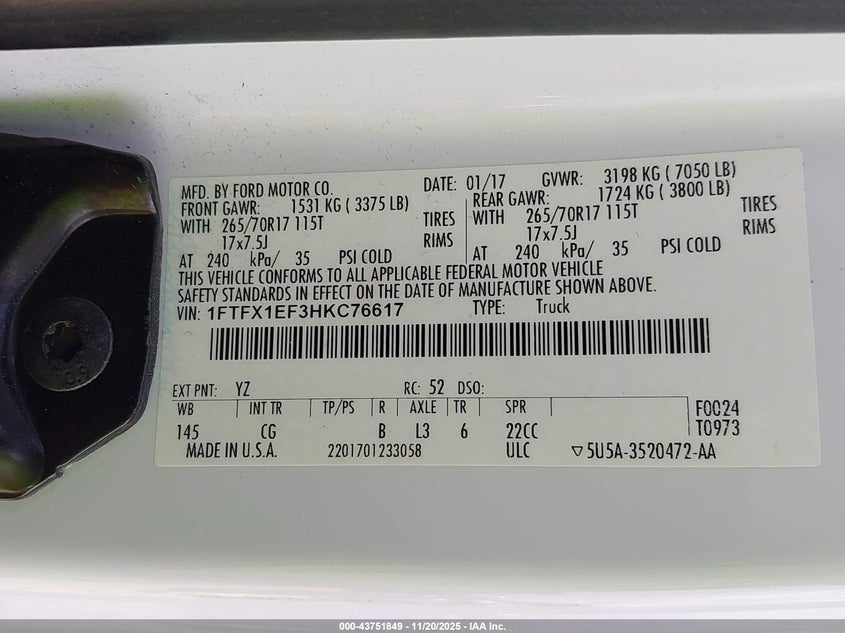 MFD. BY FORD MOTOR CO. DATE: 01/17 GVWR: 3198 KG ( 7050 LB)
FRONT GAWR: 1531 KG ( 3375 LB) REAR GAWR: 1724 KG ( 3800 LB)
WITH 265/70R17 115T TIRES WITH 265/70R17 115T TIRES
17x7.5J RIMS 17x7.5J RIMS
AT 240 kPa/ 35 PSI COLD AT 240 kPa/ 35 PSI COLD
THIS VEHICLE CONFORMS TO ALL APPLICABLE FEDERAL MOTOR VEHICLE
SAFETY STANDARDS IN EFFECT ON THE DATE OF MANUFACTURE SHOWN ABOVE.
VIN: 1FTFX1EF3HKC76617 TYPE: Truck
EXT PNT: YZ RC: 52 DSO:
WB INT TR TP/PS R AXLE TR SPR F0024
145 CG B L3 6 22CC T0973
MADE IN U.S.A. 2201701233058 ULC ▽5U5A-3520472-AA
000-43751849 - 11/20/2025 - IAA Inc.